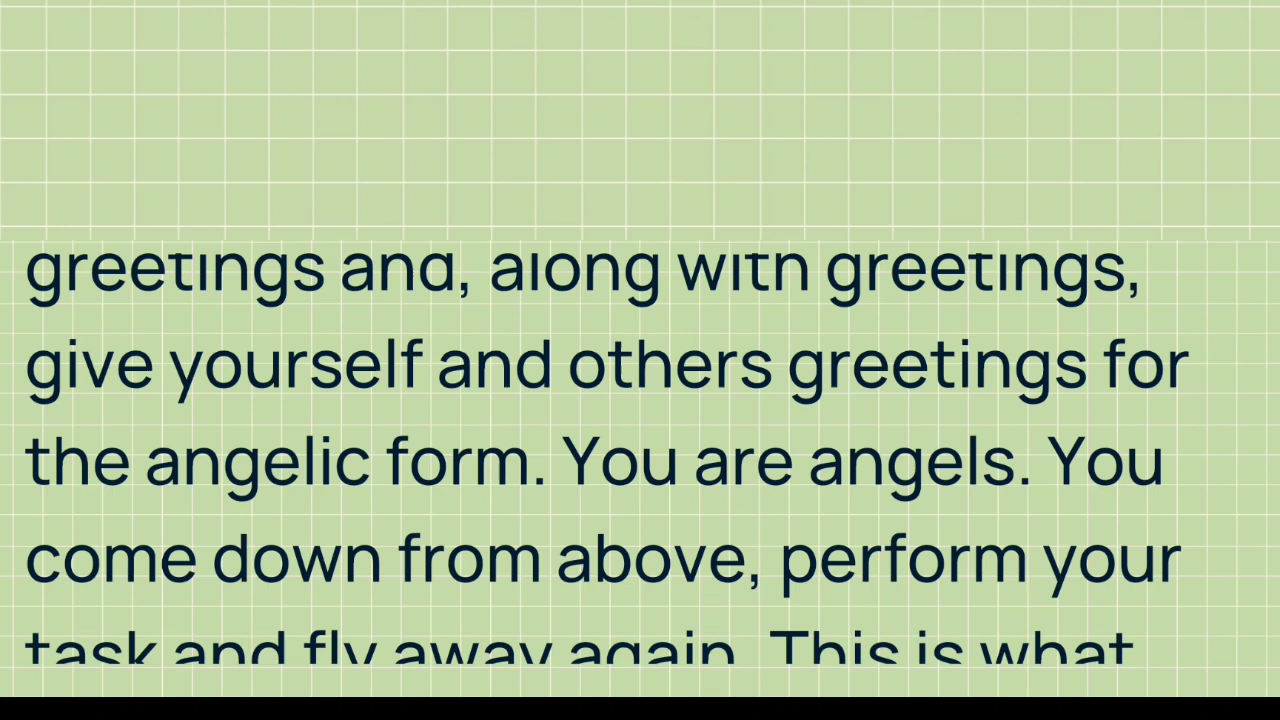 greetings and, along with greetings,
give yourself and others greetings for
the angelic form. You are angels. You
come down from above, perform your
task and fly away again. This is what